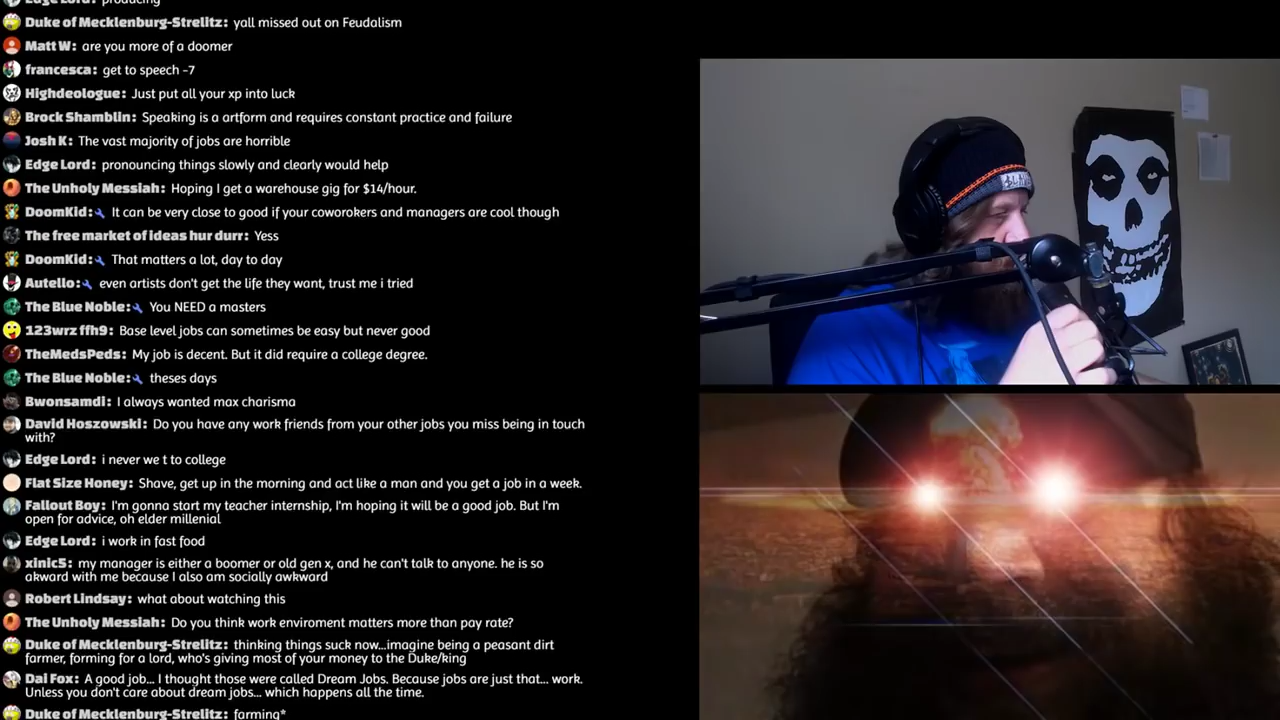 Edge Lord: producing
Duke of Mecklenburg-Strelitz: yall missed out on Feudalism
Matt W: are you more of a doomer
francesca: get to speech -7
Highdeologue: Just put all your xp into luck
Brock Shamblin: Speaking is a artform and requires constant practice and failure
Josh K: The vast majority of jobs are horrible
Edge Lord: pronouncing things slowly and clearly would help
The Unholy Messiah: Hoping I get a warehouse gig for $14/hour.
DoomKid: It can be very close to good if your coworokers and managers are cool though
The free market of ideas hur durr: Yess
DoomKid: That matters a lot, day to day
Autello: even artists don't get the life they want, trust me i tried
The Blue Noble: You NEED a masters
123wrz ffh9: Base level jobs can sometimes be easy but never good
TheMedsPeds: My job is decent. But it did require a college degree.
The Blue Noble: theses days
Bwonsamdi: I always wanted max charisma
David Hoszowski: Do you have any work friends from your other jobs you miss being in touch
with?
Edge Lord: i never we t to college
Flat Size Honey: Shave, get up in the morning and act like a man and you get a job in a week.
Fallout Boy: I'm gonna start my teacher internship, I'm hoping it will be a good job. But I'm
open for advice, oh elder millenial
Edge Lord: i work in fast food
xinic5: my manager is either a boomer or old gen x, and he can't talk to anyone. he is so
akward with me because I also am socially awkward
Robert Lindsay: what about watching this
The Unholy Messiah: Do you think work enviroment matters more than pay rate?
Duke of Mecklenburg-Strelitz: thinking things suck now...imagine being a peasant dirt
farmer, forming for a lord, who's giving most of your money to the Duke/king
Dai Fox: A good job... I thought those were called Dream Jobs. Because jobs are just that... work.
Unless you don't care about dream jobs... which happens all the time.
Duke of Mecklenburg-Strelitz: farming*